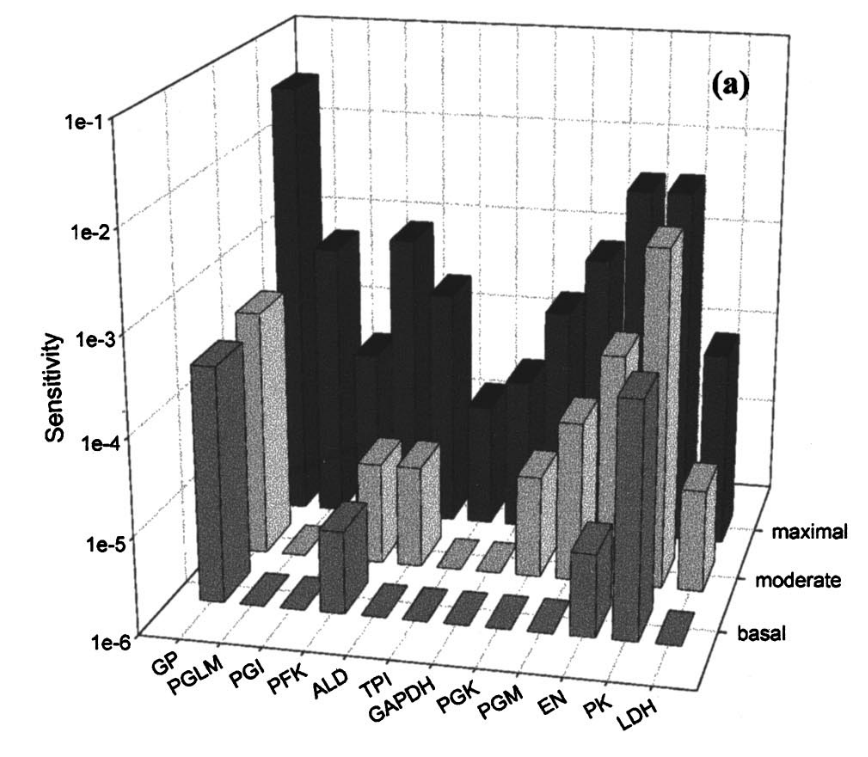 (a)
1e-1
1e-2
1e-3
1e-4
1e-5
1e-6
Sensitivity
maximal
moderate
basal
GP
PGLM
PGI
PFK
ALD
TPI
GAPDH
PGK
PGM
EN
PK
LDH